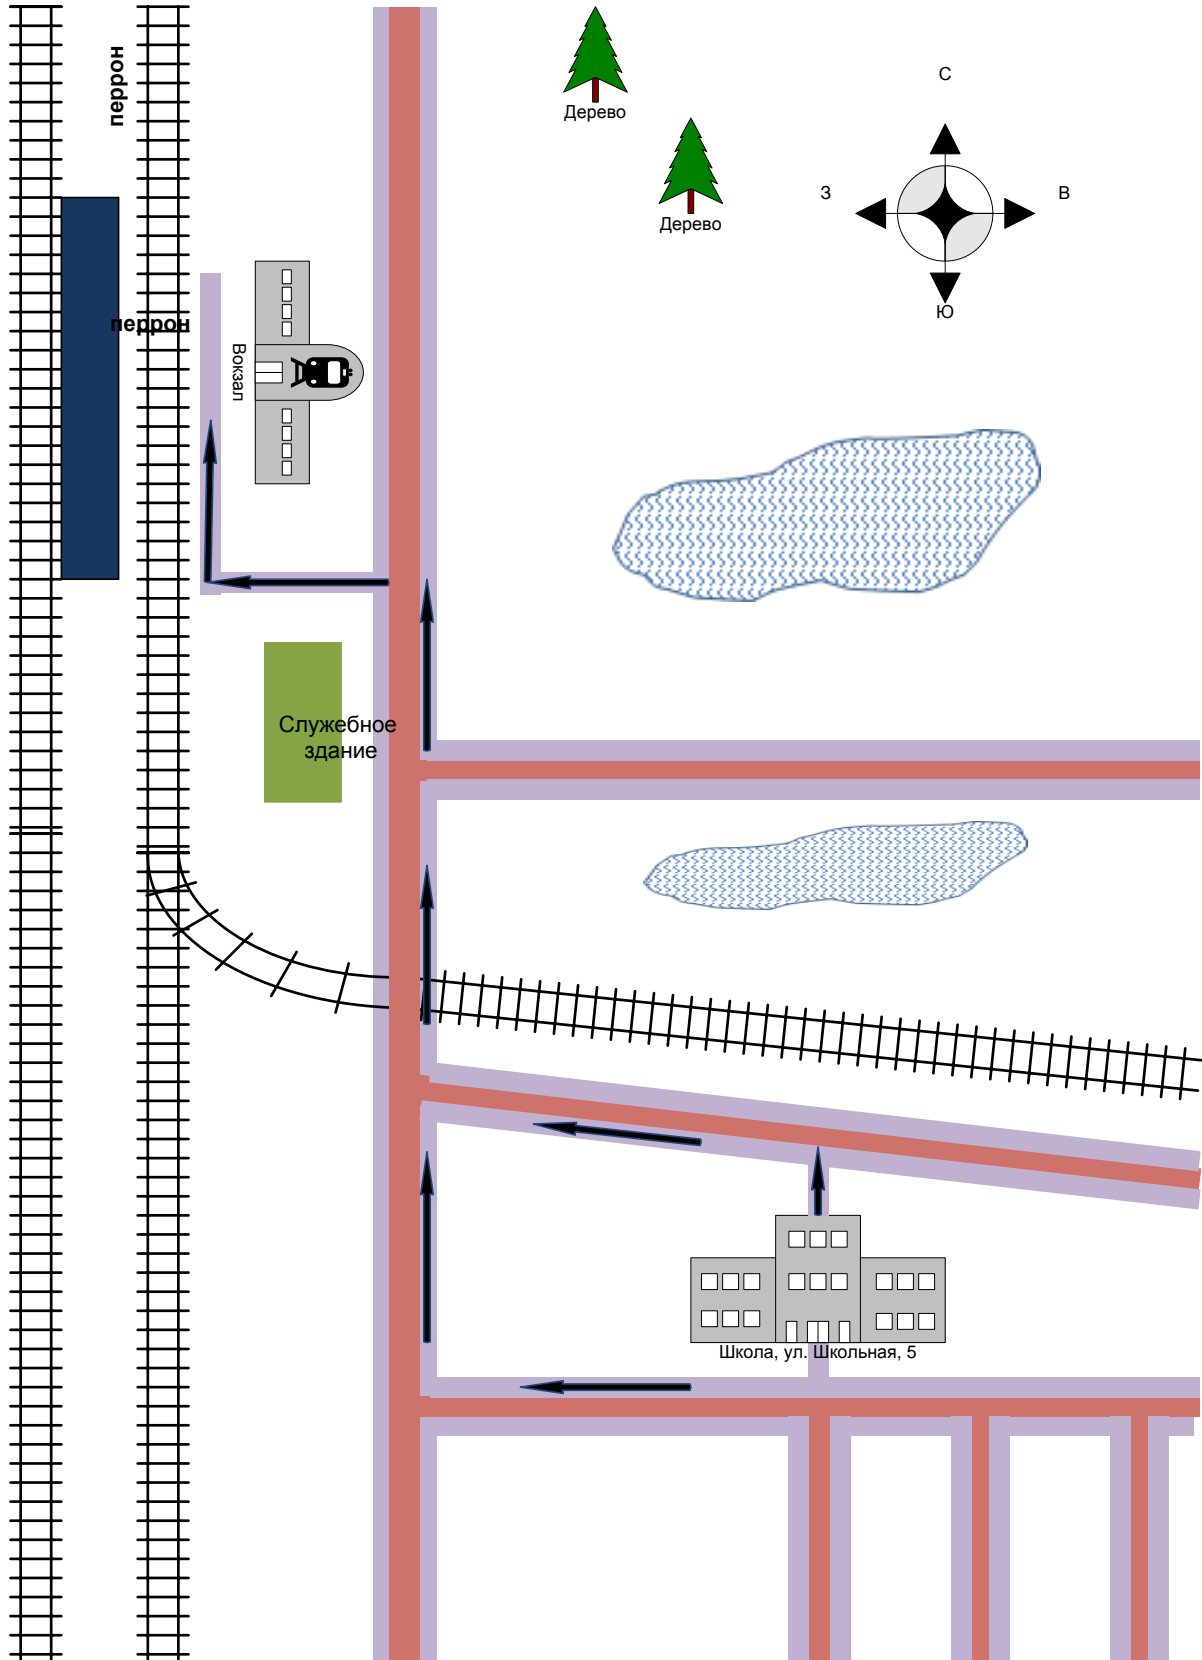 перрон
Дерево
С
Дерево
З
В
Ю
перрон
Вокзал
Служебное
здание
Школа, ул. Школьная, 5